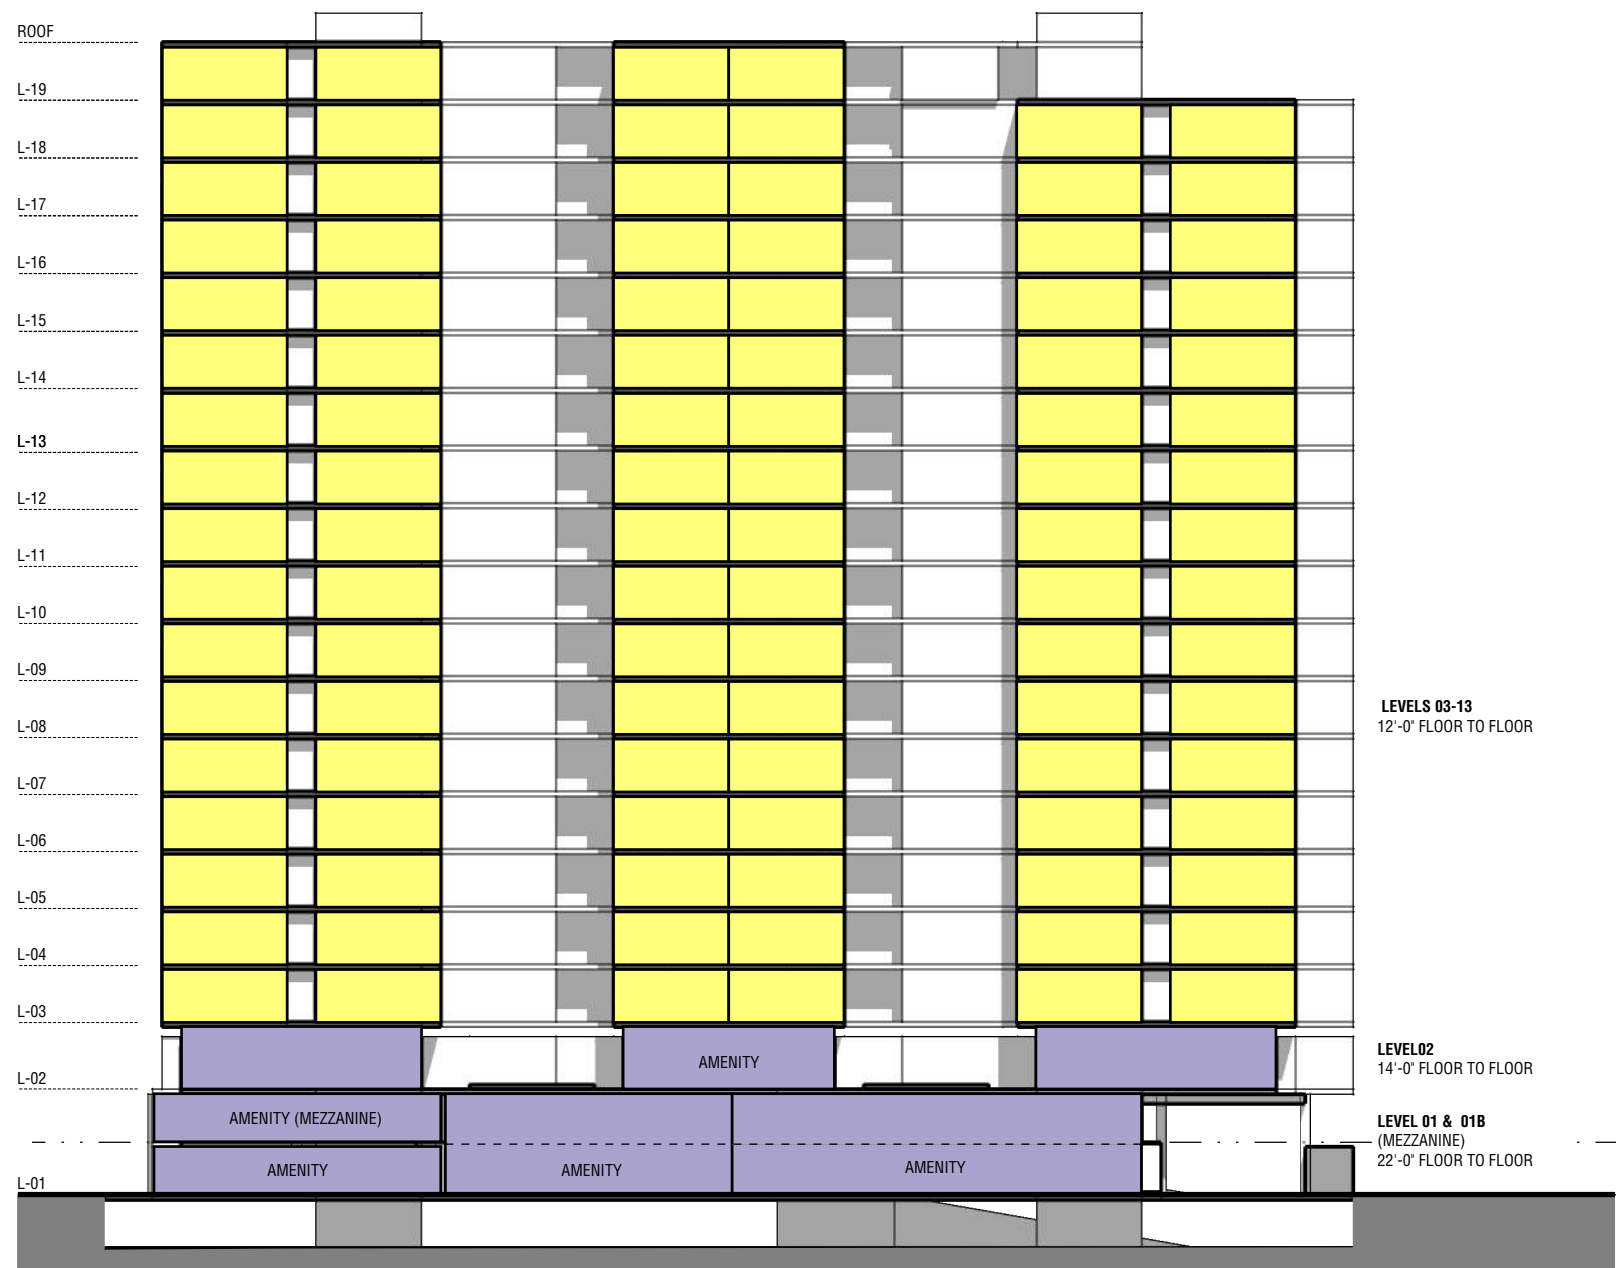 ROOF
L-19
L-18
L-17
L-16
L-15
L-14
L-13
L-12
L-11
L-10
L-09
L-08
L-07
L-06
L-05
L-04
L-03
L-02
L-01
AMENITY
AMENITY (MEZZANINE)
AMENITY
AMENITY
AMENITY
LEVELS 03-13
12'-0" FLOOR TO FLOOR
LEVEL02
14'-0" FLOOR TO FLOOR
LEVEL 01 & 01B
(MEZZANINE)
22'-0" FLOOR TO FLOOR